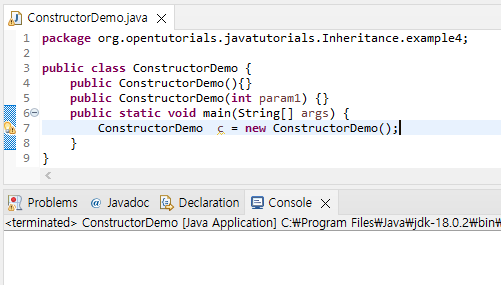 ConstructorDemo.java
1 package org.opentutorials.javatutorials.Inheritance.example4;
2
3 public class ConstructorDemo {
4 public ConstructorDemo(){}
5 public ConstructorDemo(int param1) {}
6 public static void main(String[] args) {
7 ConstructorDemo c = new ConstructorDemo();
8 }
9 }
Problems @ Javadoc Declaration Console
<terminated> ConstructorDemo [Java Application] C:₩Program Files₩Java₩jdk-18.0.2₩bin₩